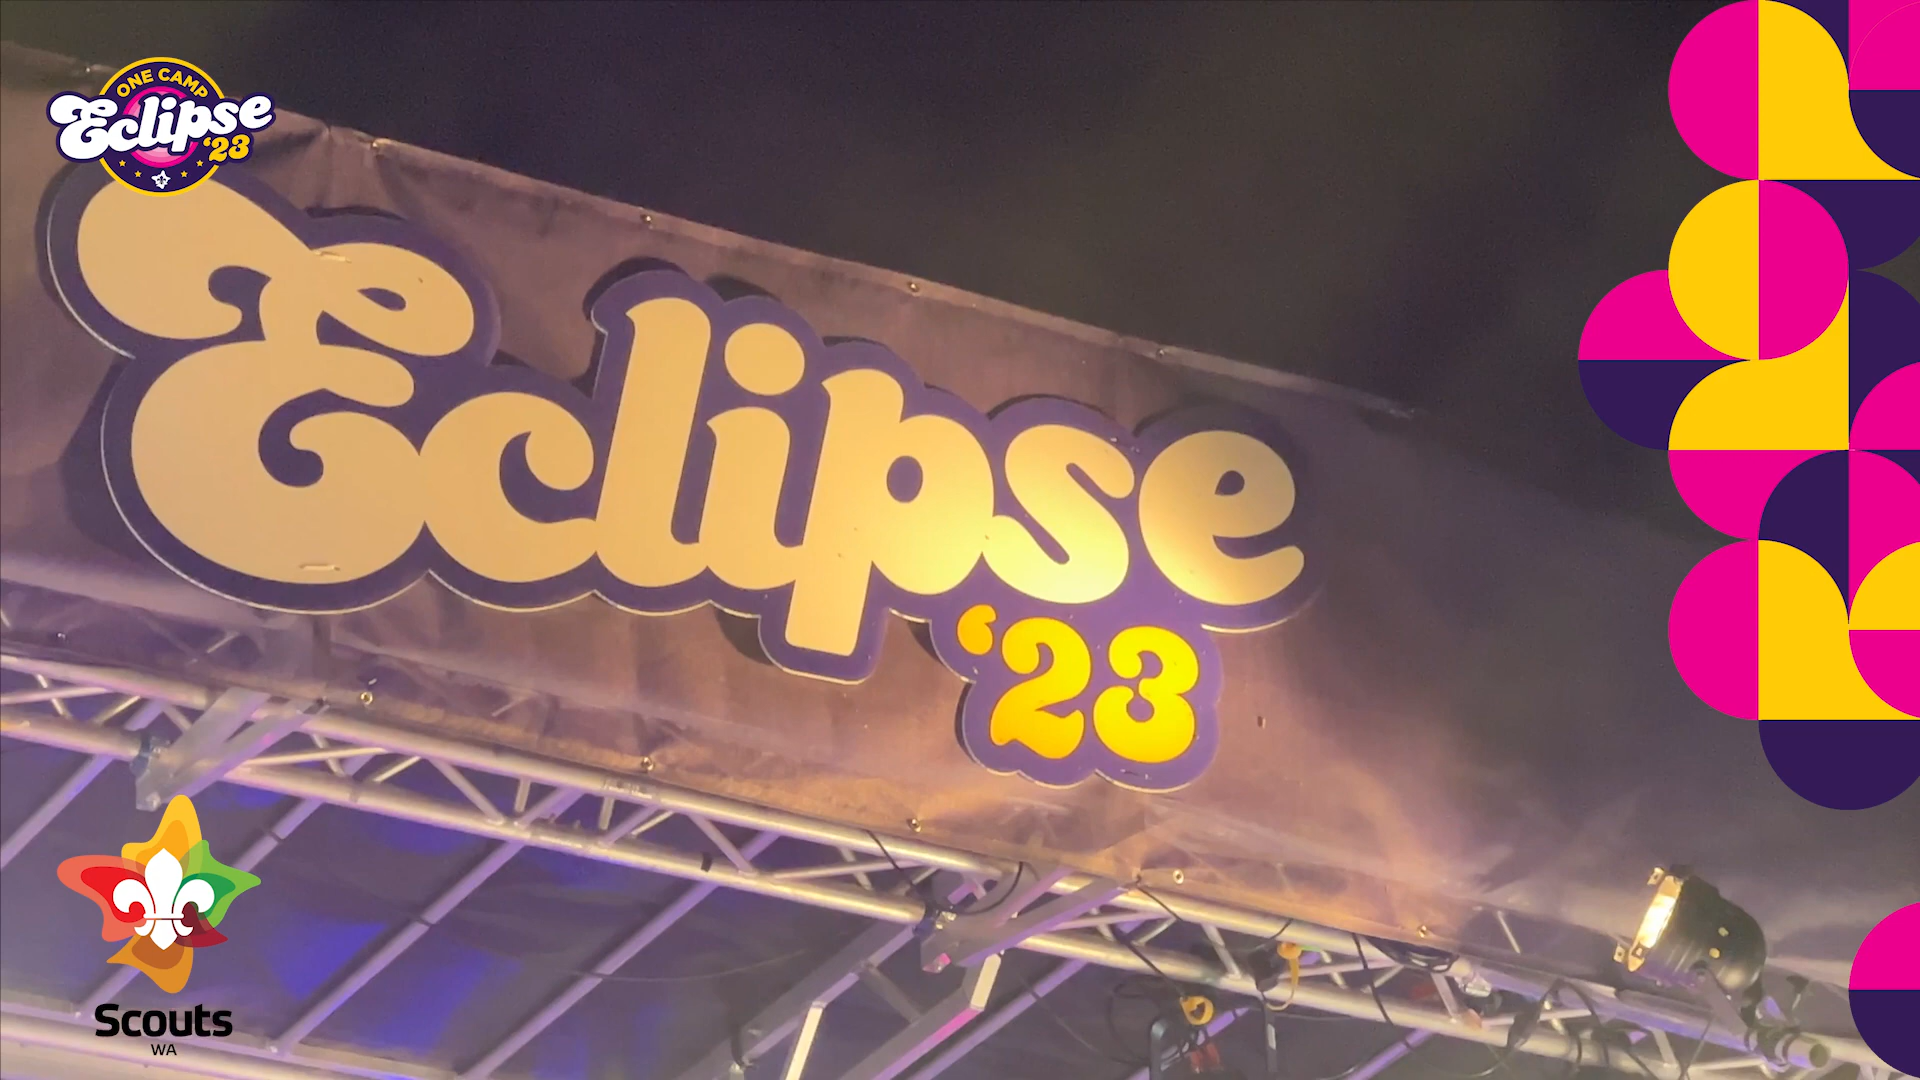 ONE CAMP
Eclipse
‘23
Eclipse
‘23
Scouts
WA